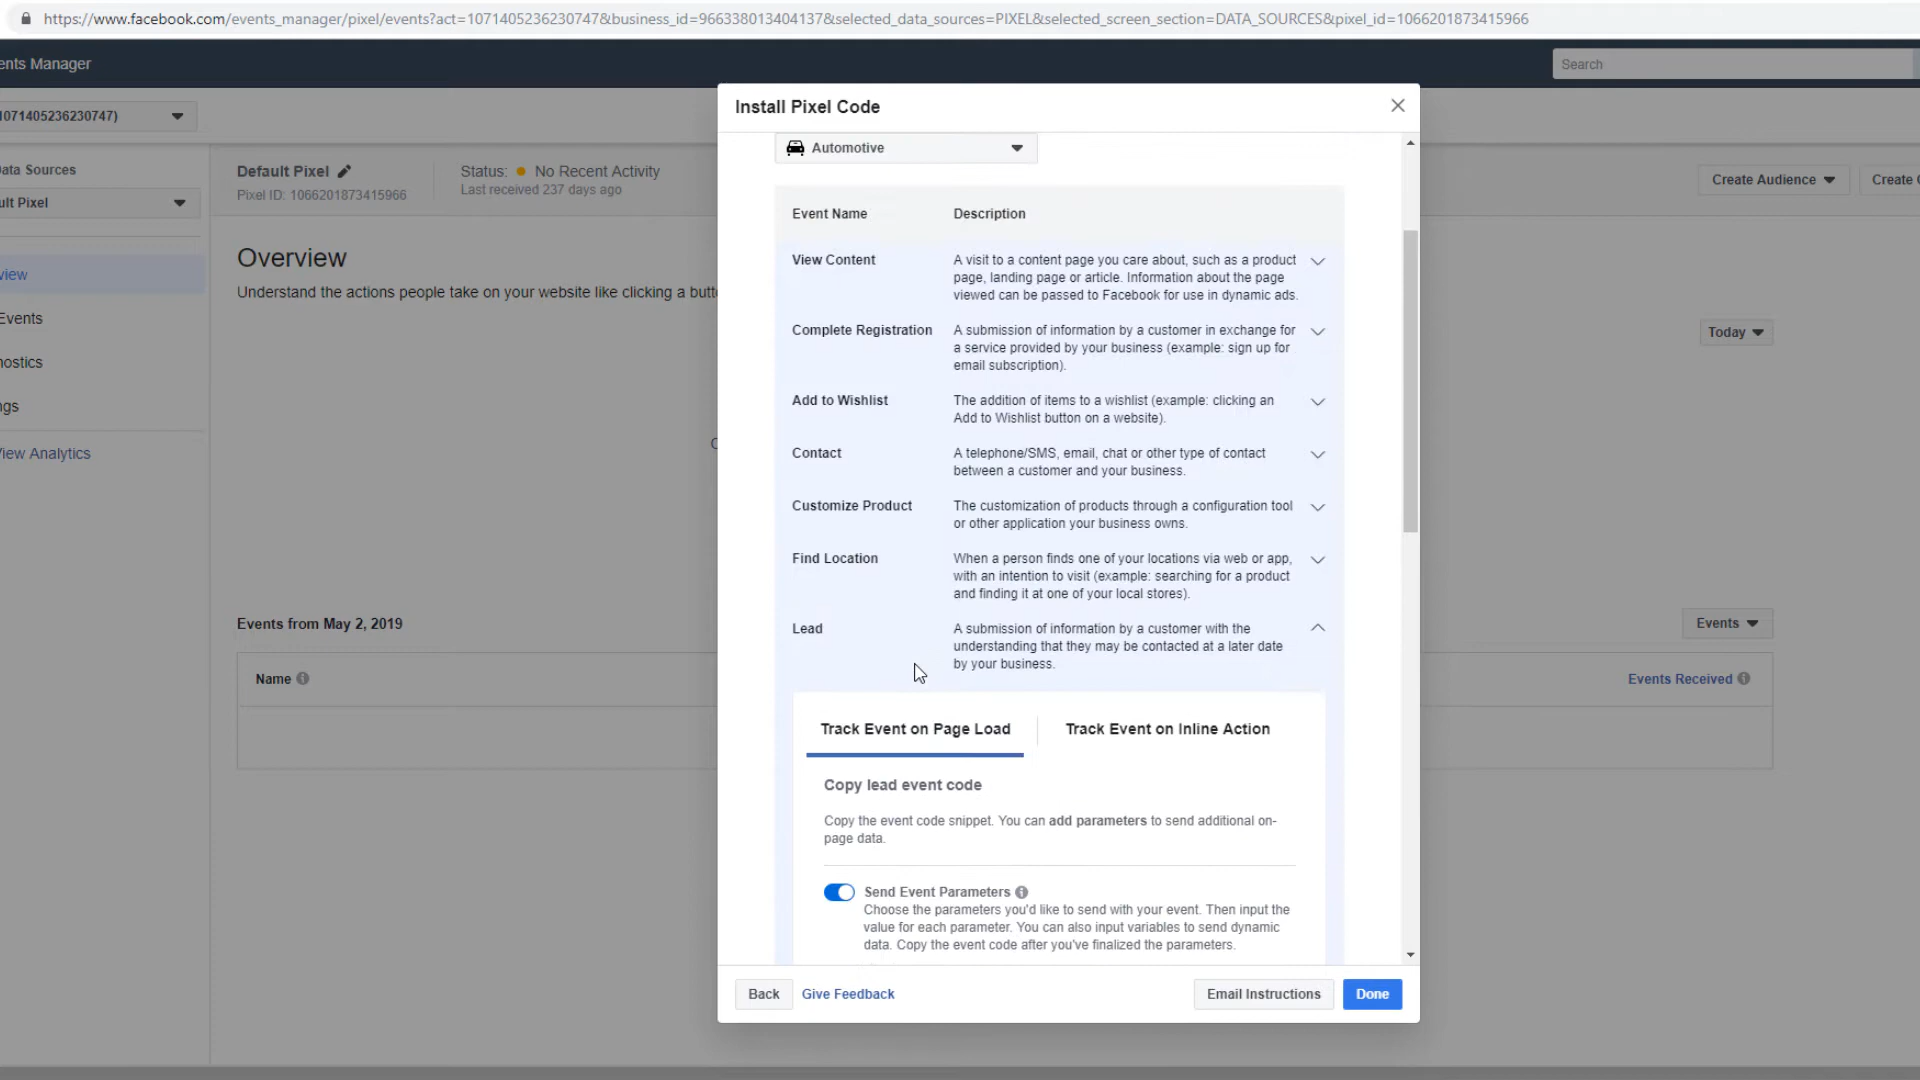 https://www.facebook.com/events_manager/pixel/events?act=1071405236230747&business_id=966338013404137&selected_data_sources=PIXEL&selected_screen_section=DATA_SOURCES&pixel_id=1066201873415966
ents Manager
Search
1071405236230747)
ata Sources
ult Pixel
view
Events
nostics
ngs
View Analytics
Default Pixel
Pixel ID: 1066201873415966
Status: No Recent Activity
Last received 237 days ago
Create Audience
Create
Overview
Understand the actions people take on your website like clicking a butt
Today
Events from May 2, 2019
Events
Name
Events Received
Install Pixel Code
Automotive
Event Name Description
View Content
A visit to a content page you care about, such as a product
page, landing page or article. Information about the page
viewed can be passed to Facebook for use in dynamic ads.
Complete Registration
A submission of information by a customer in exchange for
a service provided by your business (example: sign up for
email subscription).
Add to Wishlist
The addition of items to a wishlist (example: clicking an
Add to Wishlist button on a website).
Contact
A telephone/SMS, email, chat or other type of contact
between a customer and your business.
Customize Product
The customization of products through a configuration tool
or other application your business owns.
Find Location
When a person finds one of your locations via web or app,
with an intention to visit (example: searching for a product
and finding it at one of your local stores).
Lead
A submission of information by a customer with the
understanding that they may be contacted at a later date
by your business.
Track Event on Page Load
Track Event on Inline Action
Copy lead event code
Copy the event code snippet. You can add parameters to send additional on-
page data.
Send Event Parameters
Choose the parameters you'd like to send with your event. Then input the
value for each parameter. You can also input variables to send dynamic
data. Copy the event code after you've finalized the parameters.
Back
Give Feedback
Email Instructions
Done